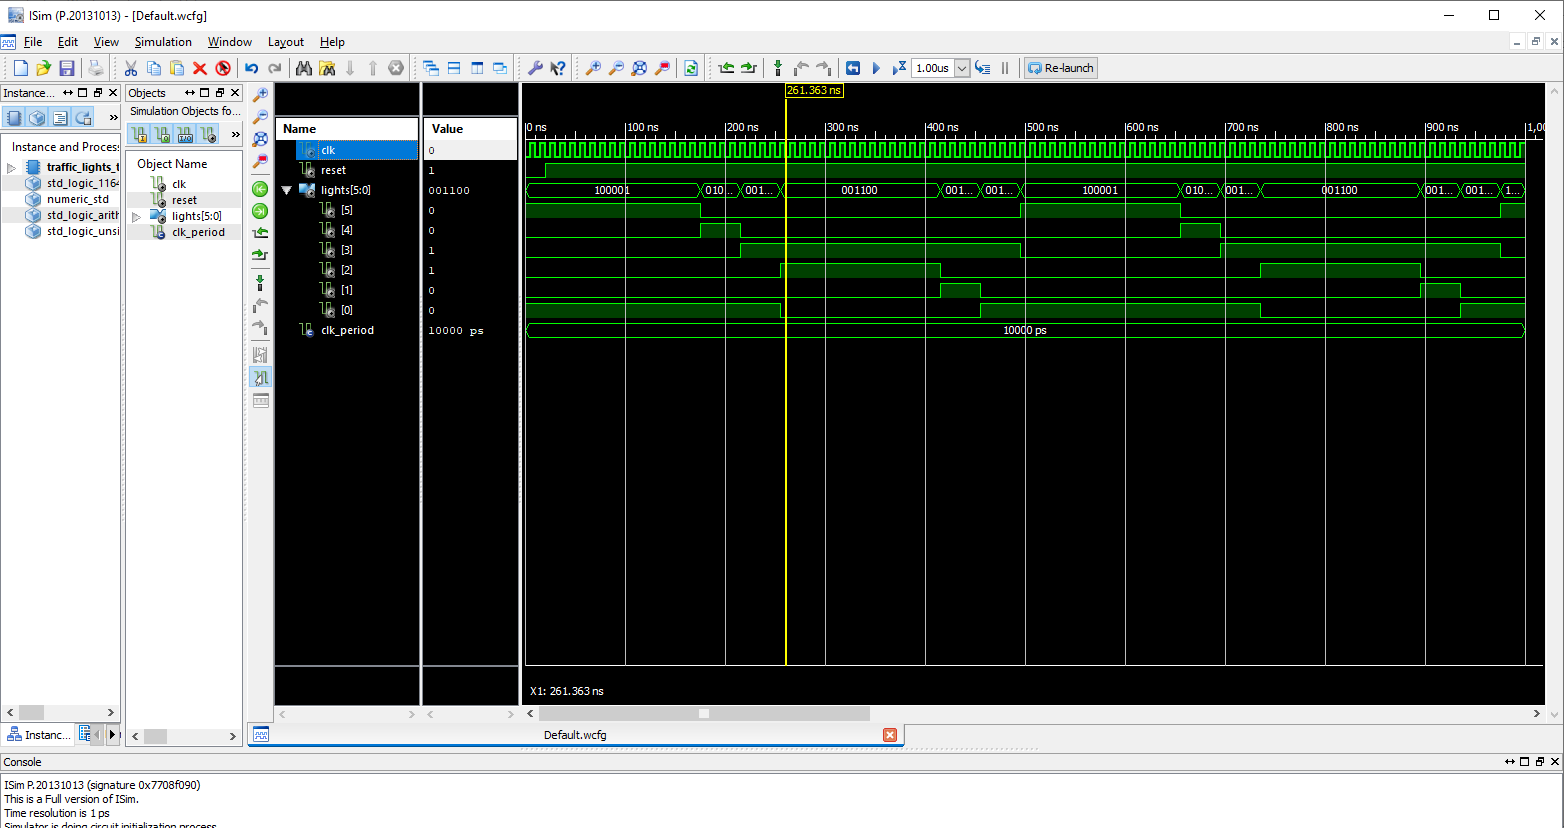 ISim (P.20131013) - [Default.wcfg]
File Edit View Simulation Window Layout Help
1.00us
Re-launch
Instance...
Objects
Simulation Objects fo...
Instance and Process
traffic_lights_t
std_logic_1164
numeric_std
std_logic_arith
std_logic_unsi
Object Name
clk
reset
lights[5:0]
clk_period
Name Value
clk 0
reset 1
lights[5:0] 001100
[5] 0
[4] 0
[3] 1
[2] 1
[1] 0
[0] 0
clk_period 10000 ps
261.363 ns
0 ns 100 ns 200 ns 300 ns 400 ns 500 ns 600 ns 700 ns 800 ns 900 ns 1,00
100001 010... 001... 001100 001... 001... 100001 010... 001... 001100 001... 001... 1...
10000 ps
X1: 261.363 ns
Instanc...
Default.wcfg
Console
ISim P.20131013 (signature 0x7708f090)
This is a Full version of ISim.
Time resolution is 1 ps
Simulator is doing circuit initialization process.